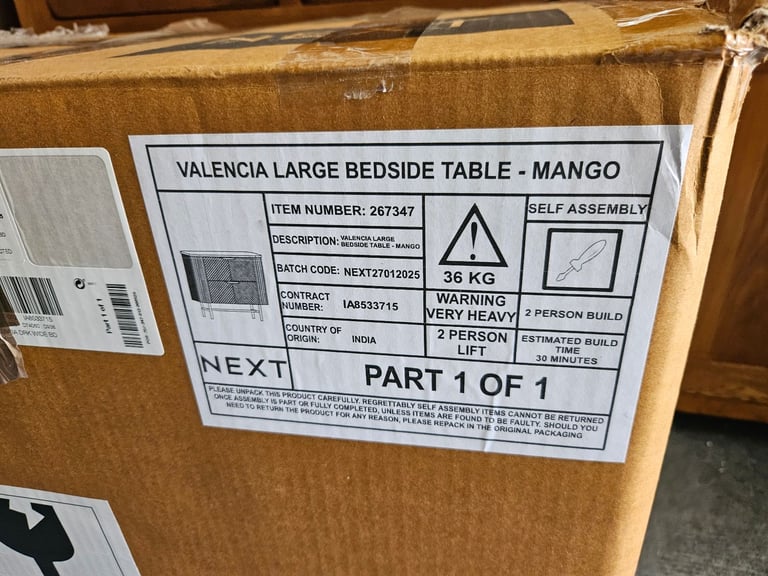 VALENCIA LARGE BEDSIDE TABLE - MANGO
ITEM NUMBER: 267347
DESCRIPTION: VALENCIA LARGE
BEDSIDE TABLE - MANGO
BATCH CODE: NEXT27012025
CONTRACT
NUMBER: IA8533715
COUNTRY OF
ORIGIN: INDIA
36 KG
WARNING
VERY HEAVY
2 PERSON
LIFT
SELF ASSEMBLY
2 PERSON BUILD
ESTIMATED BUILD
TIME
30 MINUTES
NEXT
PART 1 OF 1
PLEASE UNPACK THIS PRODUCT CAREFULLY. REGRETTABLY SELF ASSEMBLY ITEMS CANNOT BE RETURNED
ONCE ASSEMBLY IS PART OR FULLY COMPLETED, UNLESS ITEMS ARE FOUND TO BE FAULTY. SHOULD YOU
NEED TO RETURN THE PRODUCT FOR ANY REASON, PLEASE REPACK IN THE ORIGINAL PACKAGING
Part 1 of 1